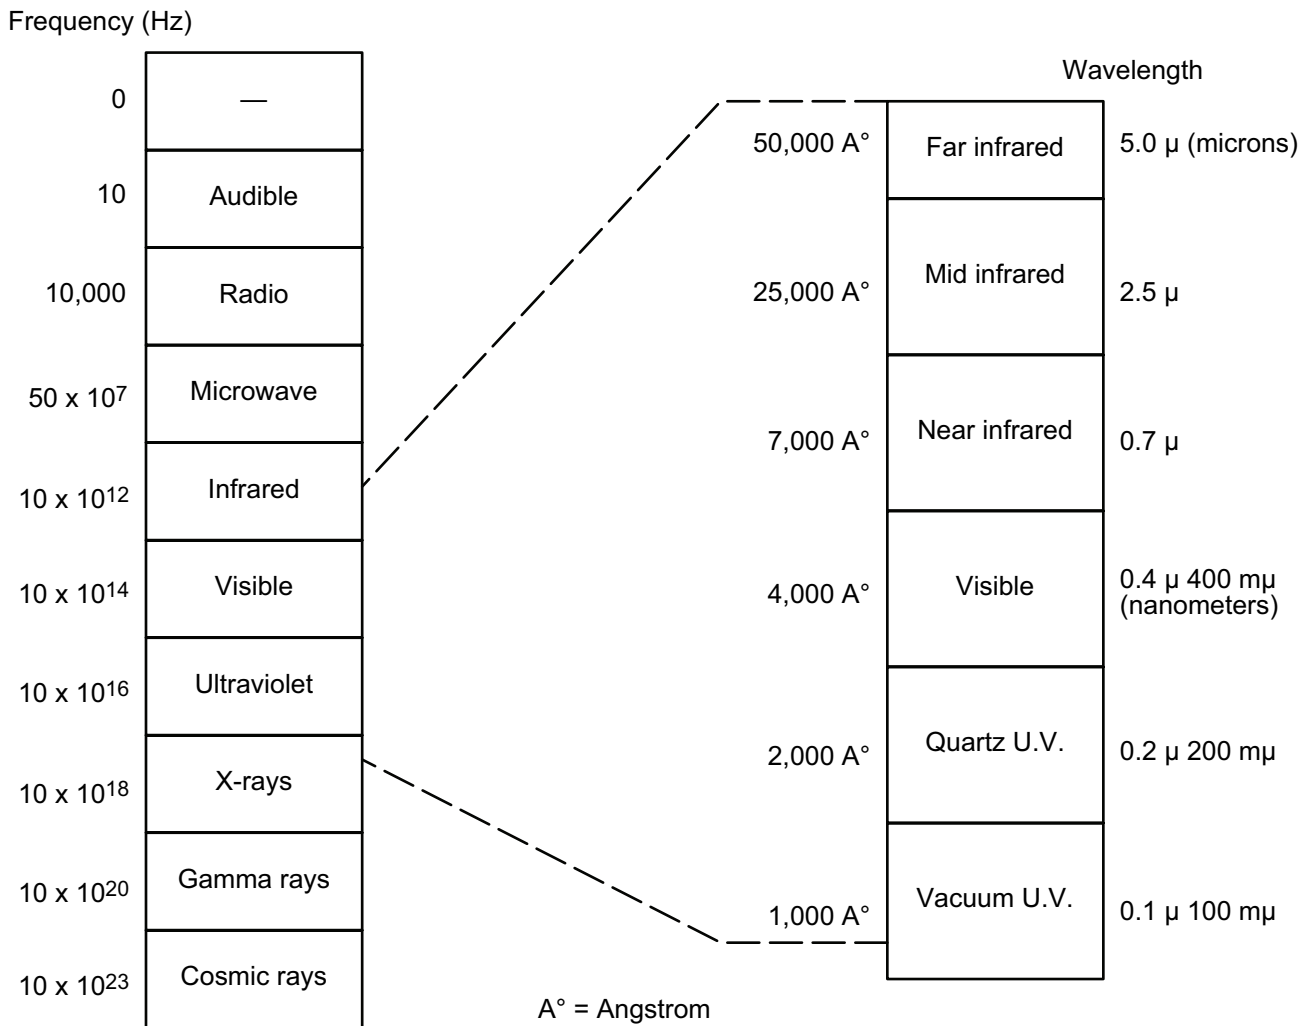 Frequency (Hz)
0 —
10 Audible
10,000 Radio
50 x 10⁷ Microwave
10 x 10¹² Infrared
10 x 10¹⁴ Visible
10 x 10¹⁶ Ultraviolet
10 x 10¹⁸ X-rays
10 x 10²⁰ Gamma rays
10 x 10²³ Cosmic rays
Wavelength
50,000 A° Far infrared 5.0 µ (microns)
25,000 A° Mid infrared 2.5 µ
7,000 A° Near infrared 0.7 µ
4,000 A° Visible 0.4 µ 400 mµ
(nanometers)
2,000 A° Quartz U.V. 0.2 µ 200 mµ
1,000 A° Vacuum U.V. 0.1 µ 100 mµ
A° = Angstrom